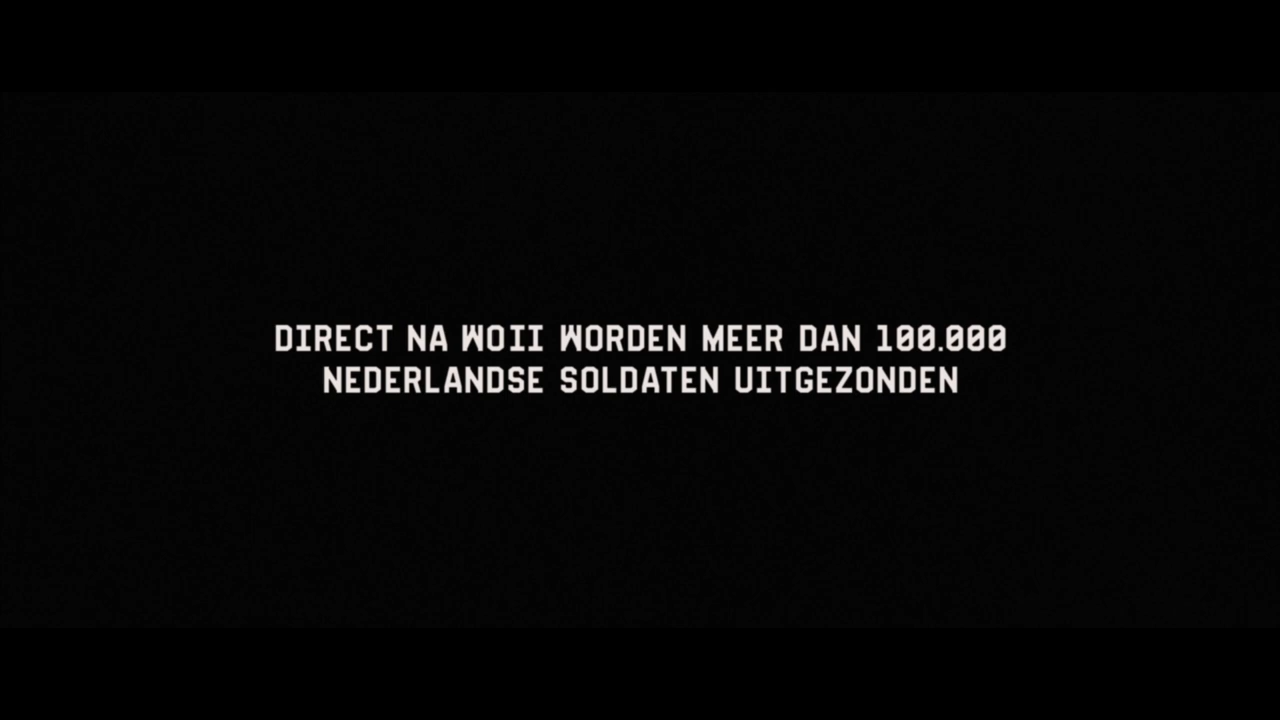 DIRECT NA WOII WORDEN MEER DAN 100.000
NEDERLANDSE SOLDATEN UITGEZONDEN